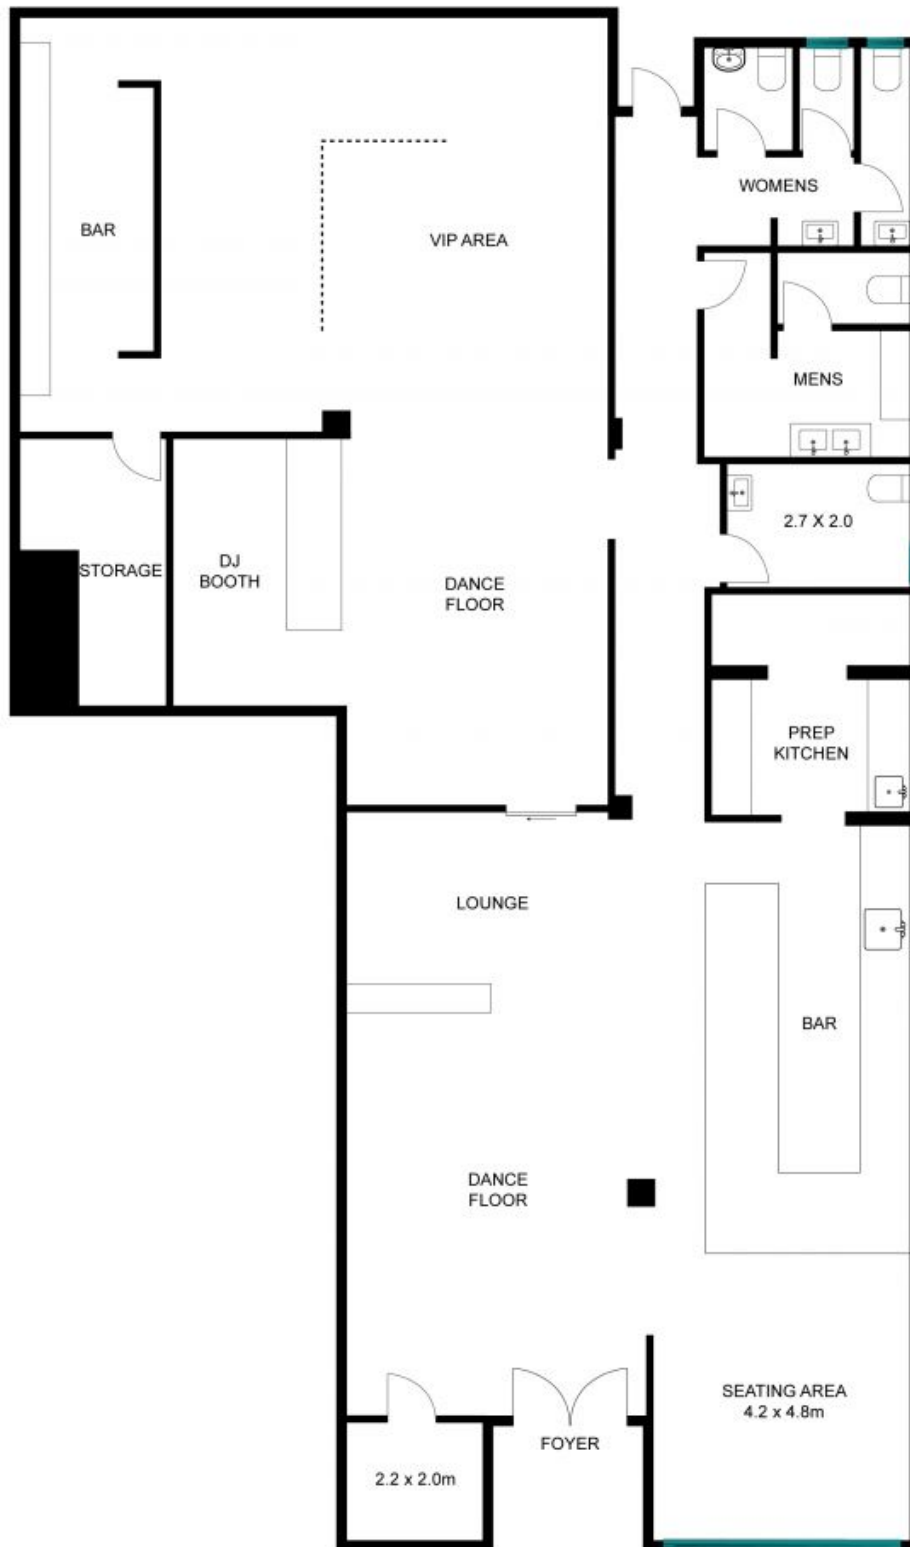 WOMENS
BAR
VIP AREA
MENS
2.7 X 2.0
STORAGE
DJ
BOOTH
DANCE
FLOOR
PREP
KITCHEN
LOUNGE
BAR
DANCE
FLOOR
SEATING AREA
4.2 x 4.8m
FOYER
2.2 x 2.0m